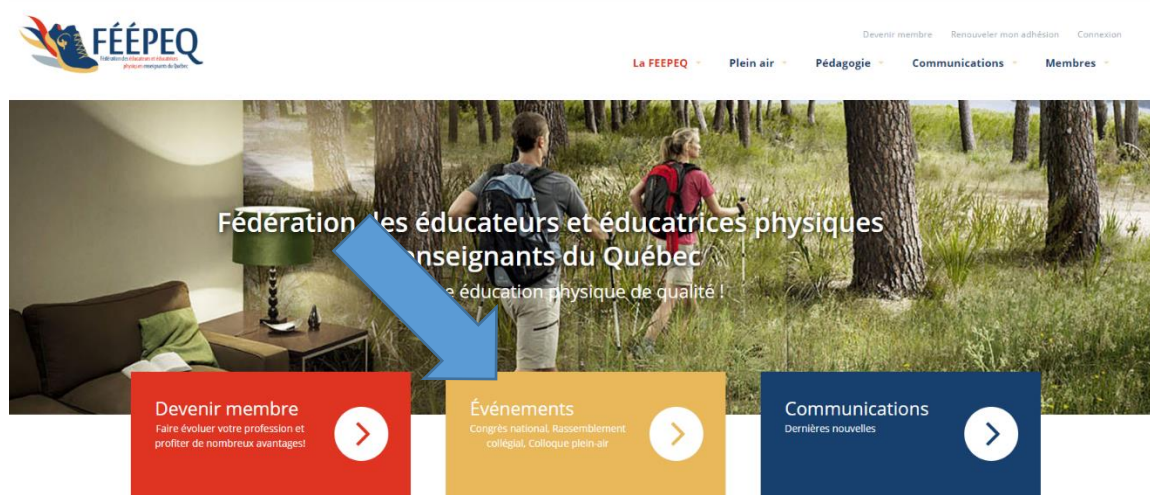 FÉÉPEQ
Fédération des éducateurs et éducatrices
physiques enseignants du Québec
Devenir membre Renouveler mon adhésion Connexion
La FEEPEQ Plein air Pédagogie Communications Membres
Fédération des éducateurs et éducatrices physiques
nseignants du Québec
éducation physique de qualité !
Devenir membre
Faire évoluer votre profession et
profiter de nombreux avantages!
Événements
Congrès national, Rassemblement
collégial, Colloque plein-air
Communications
Dernières nouvelles